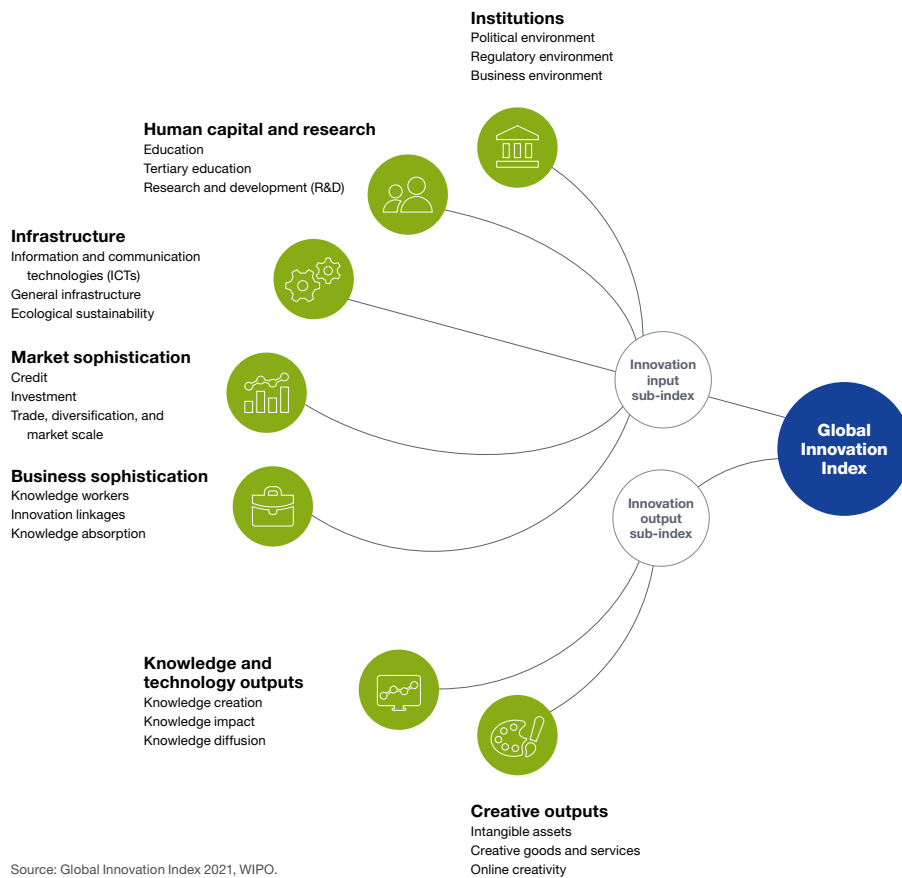 Institutions
Political environment
Regulatory environment
Business environment
Human capital and research
Education
Tertiary education
Research and development (R&D)
Infrastructure
Information and communication
technologies (ICTs)
General infrastructure
Ecological sustainability
Market sophistication
Credit
Investment
Trade, diversification, and
market scale
Business sophistication
Knowledge workers
Innovation linkages
Knowledge absorption
Innovation
input
sub-index
Global
Innovation
Index
Innovation
output
sub-index
Knowledge and
technology outputs
Knowledge creation
Knowledge impact
Knowledge diffusion
Creative outputs
Intangible assets
Creative goods and services
Online creativity
Source: Global Innovation Index 2021, WIPO.